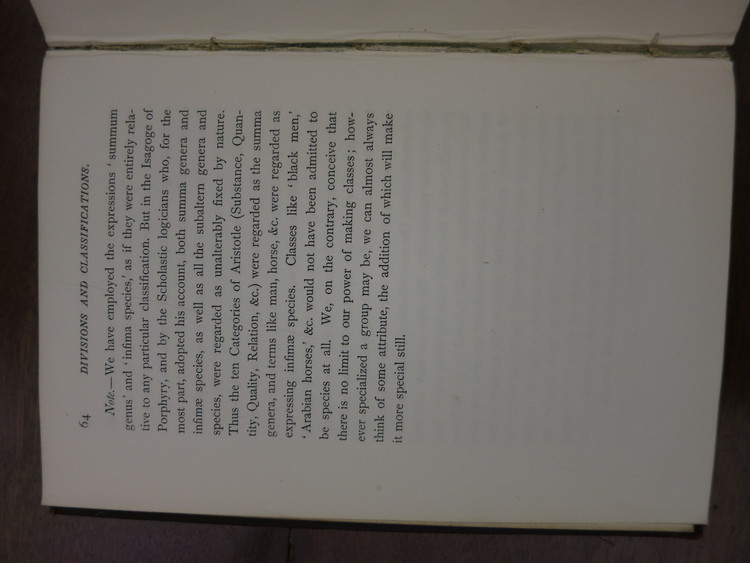 64 DIVISIONS AND CLASSIFICATIONS.
Note.—We have employed the expressions ‘summum
genus’ and ‘infima species,’ as if they were entirely rela-
tive to any particular classification. But in the Isagoge of
Porphyry, and by the Scholastic logicians who, for the
most part, adopted his account, both summa genera and
infimæ species, as well as all the subaltern genera and
species, were regarded as unalterably fixed by nature.
Thus the ten Categories of Aristotle (Substance, Quan-
tity, Quality, Relation, &c.) were regarded as the summa
genera, and terms like man, horse, &c. were regarded as
expressing infimæ species. Classes like ‘black men,’
‘Arabian horses,’ &c. would not have been admitted to
be species at all. We, on the contrary, conceive that
there is no limit to our power of making classes; how-
ever specialized a group may be, we can almost always
think of some attribute, the addition of which will make
it more special still.